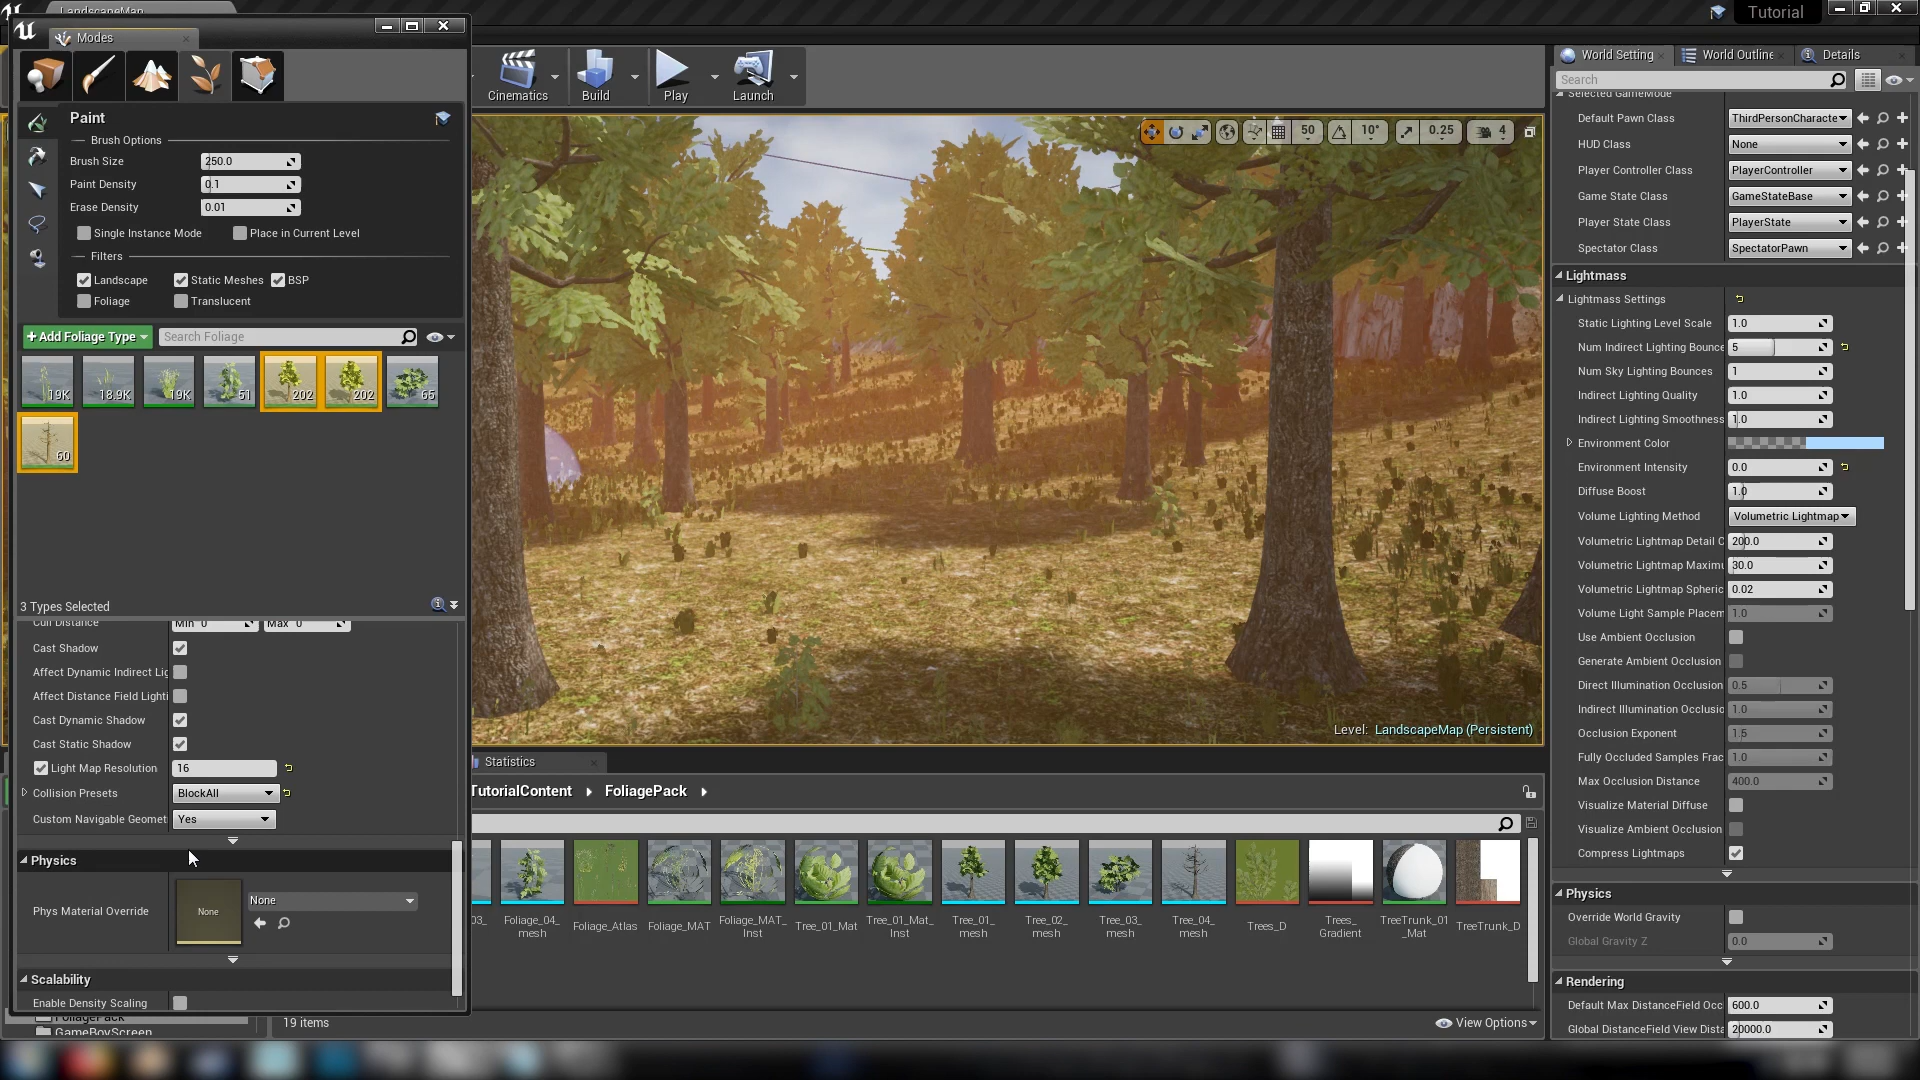 LandscapeMap
Tutorial
Modes
Cinematics
Build
Play
Launch
World Setting
World Outline
Details
Search
Selected GameMode
Default Pawn Class
ThirdPersonCharacte
HUD Class
None
Player Controller Class
PlayerController
Game State Class
GameStateBase
Player State Class
PlayerState
Spectator Class
SpectatorPawn
Lightmass
Lightmass Settings
Static Lighting Level Scale
1.0
Num Indirect Lighting Bounce
5
Num Sky Lighting Bounces
1
Indirect Lighting Quality
1.0
Indirect Lighting Smoothness
1.0
Environment Color
Environment Intensity
0.0
Diffuse Boost
1.0
Volume Lighting Method
Volumetric Lightmap
Volumetric Lightmap Detail C
200.0
Volumetric Lightmap Maximu
30.0
Volumetric Lightmap Spheric
0.02
Volume Light Sample Placem
1.0
Use Ambient Occlusion
Generate Ambient Occlusion
Direct Illumination Occlusion
0.5
Indirect Illumination Occlusic
1.0
Occlusion Exponent
1.5
Fully Occluded Samples Frac
1.0
Max Occlusion Distance
400.0
Visualize Material Diffuse
Visualize Ambient Occlusion
Compress Lightmaps
Physics
Override World Gravity
Global Gravity Z
0.0
Rendering
Default Max DistanceField Occ
600.0
Global DistanceField View Dista
20000.0
Paint
Brush Options
Brush Size
250.0
Paint Density
0.1
Erase Density
0.01
Single Instance Mode
Place in Current Level
Filters
Landscape
Static Meshes
BSP
Foliage
Translucent
+Add Foliage Type
Search Foliage
19K
18.9K
19K
51
202
202
65
60
3 Types Selected
Cull Distance
Min 0
Max 0
Cast Shadow
Affect Dynamic Indirect Lig
Affect Distance Field Lighti
Cast Dynamic Shadow
Cast Static Shadow
Light Map Resolution
16
Collision Presets
BlockAll
Custom Navigable Geomet
Yes
Physics
Phys Material Override
None
None
Scalability
Enable Density Scaling
50
10°
0.25
4
Level: LandscapeMap (Persistent)
Statistics
TutorialContent
FoliagePack
03_
Foliage_04_
mesh
Foliage_Atlas
Foliage_MAT
Foliage_MAT_
Inst
Tree_01_Mat
Tree_01_Mat_
Inst
Tree_01_
mesh
Tree_02_
mesh
Tree_03_
mesh
Tree_04_
mesh
Trees_D
Trees_
Gradient
TreeTrunk_01
_Mat
TreeTrunk_D
FoliagePack
GameBoyScreen
19 items
View Options